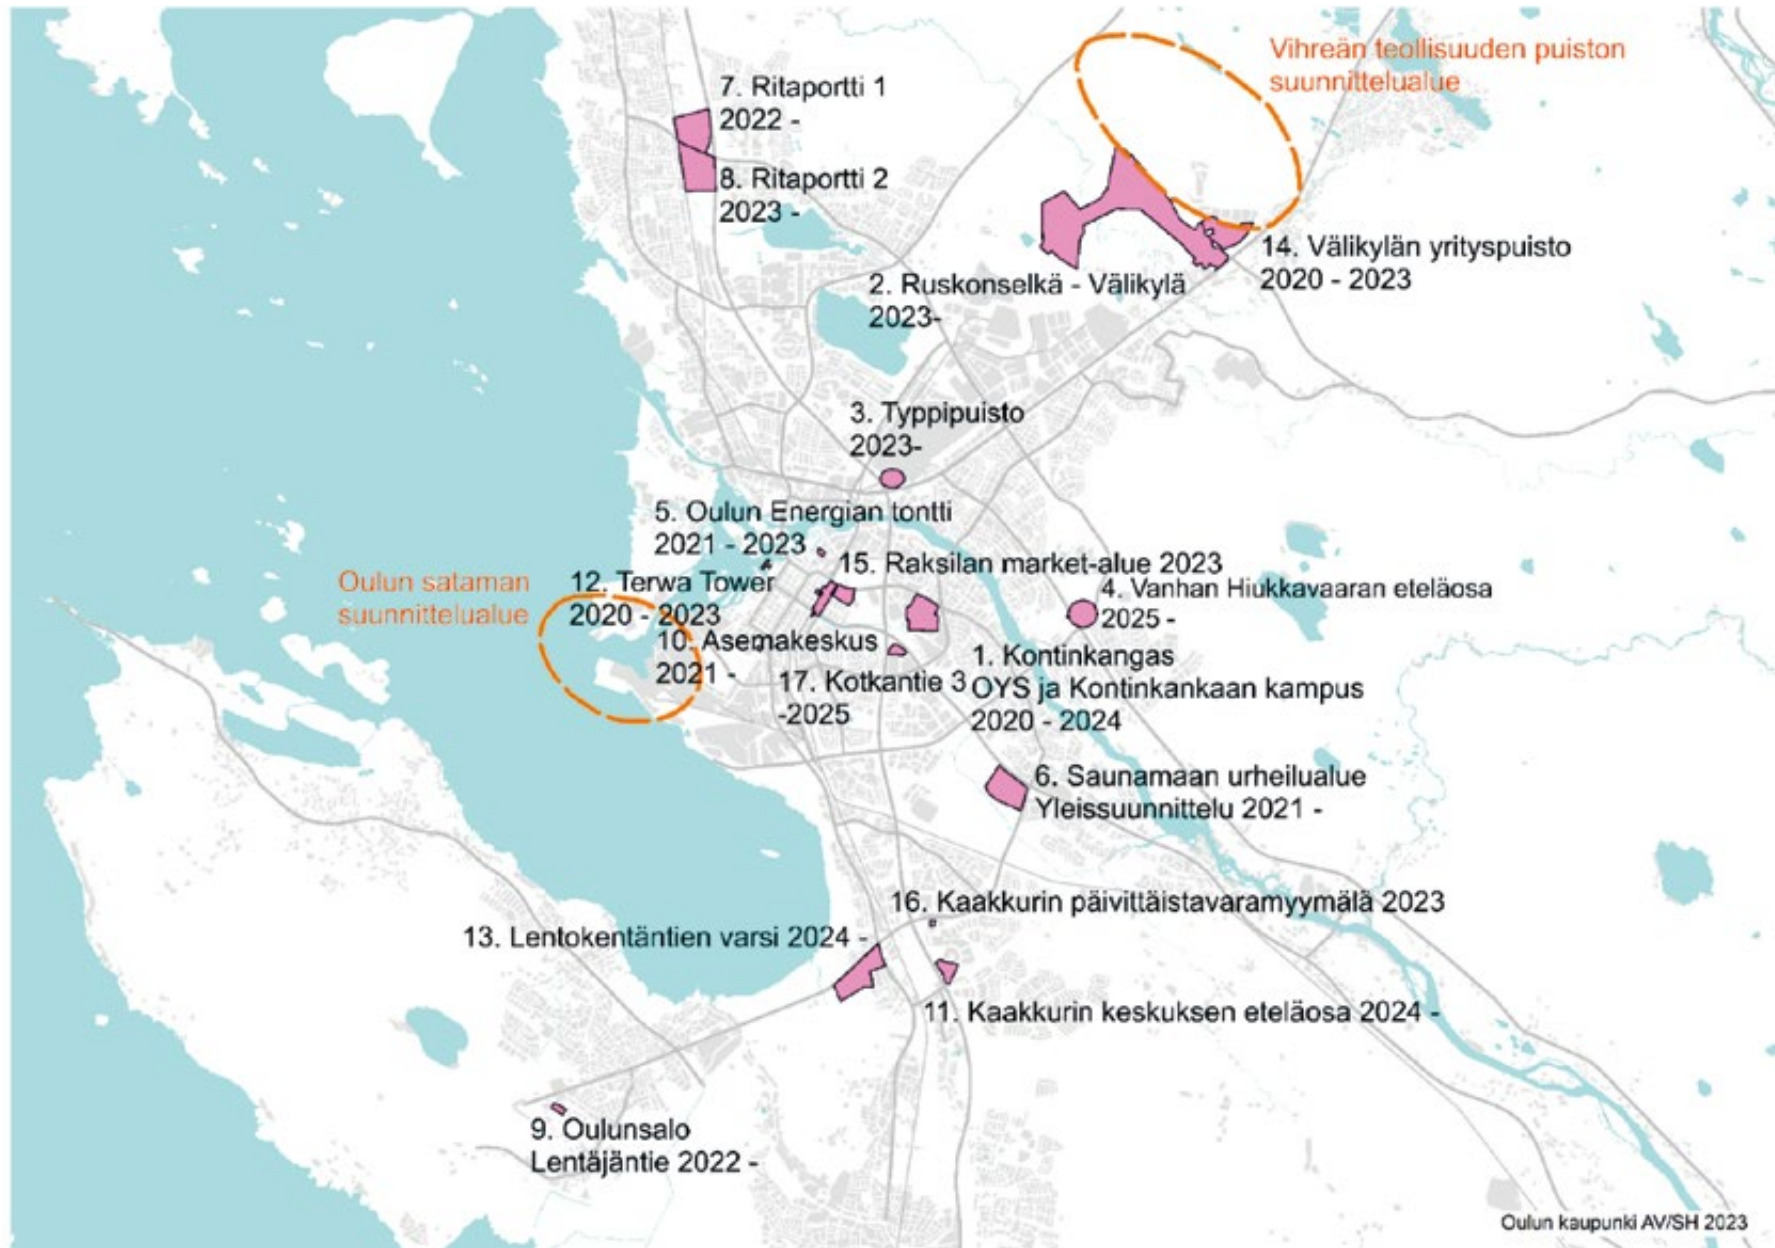 Vihreän teollisuuden puiston
suunnittelualue
7. Ritaportti 1
2022 -
8. Ritaportti 2
2023 -
14. Välikylän yrityspuisto
2020 - 2023
2. Ruskonselkä - Välikylä
2023-
3. Typpipuisto
2023-
5. Oulun Energian tontti
2021 - 2023
15. Raksilan market-alue 2023
Oulun sataman
suunnittelualue
12. Terwa Tower
2020 - 2023
4. Vanhan Hiukkavaaran eteläosa
2025 -
10. Asemakeskus
2021 -
17. Kotkantie 3
-2025
1. Kontinkangas
OYS ja Kontinkankaan kampus
2020 - 2024
6. Saunamaan urheilualue
Yleissuunnittelu 2021 -
16. Kaakkurin päivittäistavaramyymälä 2023
13. Lentokentäntien varsi 2024 -
11. Kaakkurin keskuksen eteläosa 2024 -
9. Oulunsalo
Lentäjäntie 2022 -
Oulun kaupunki AV/SH 2023